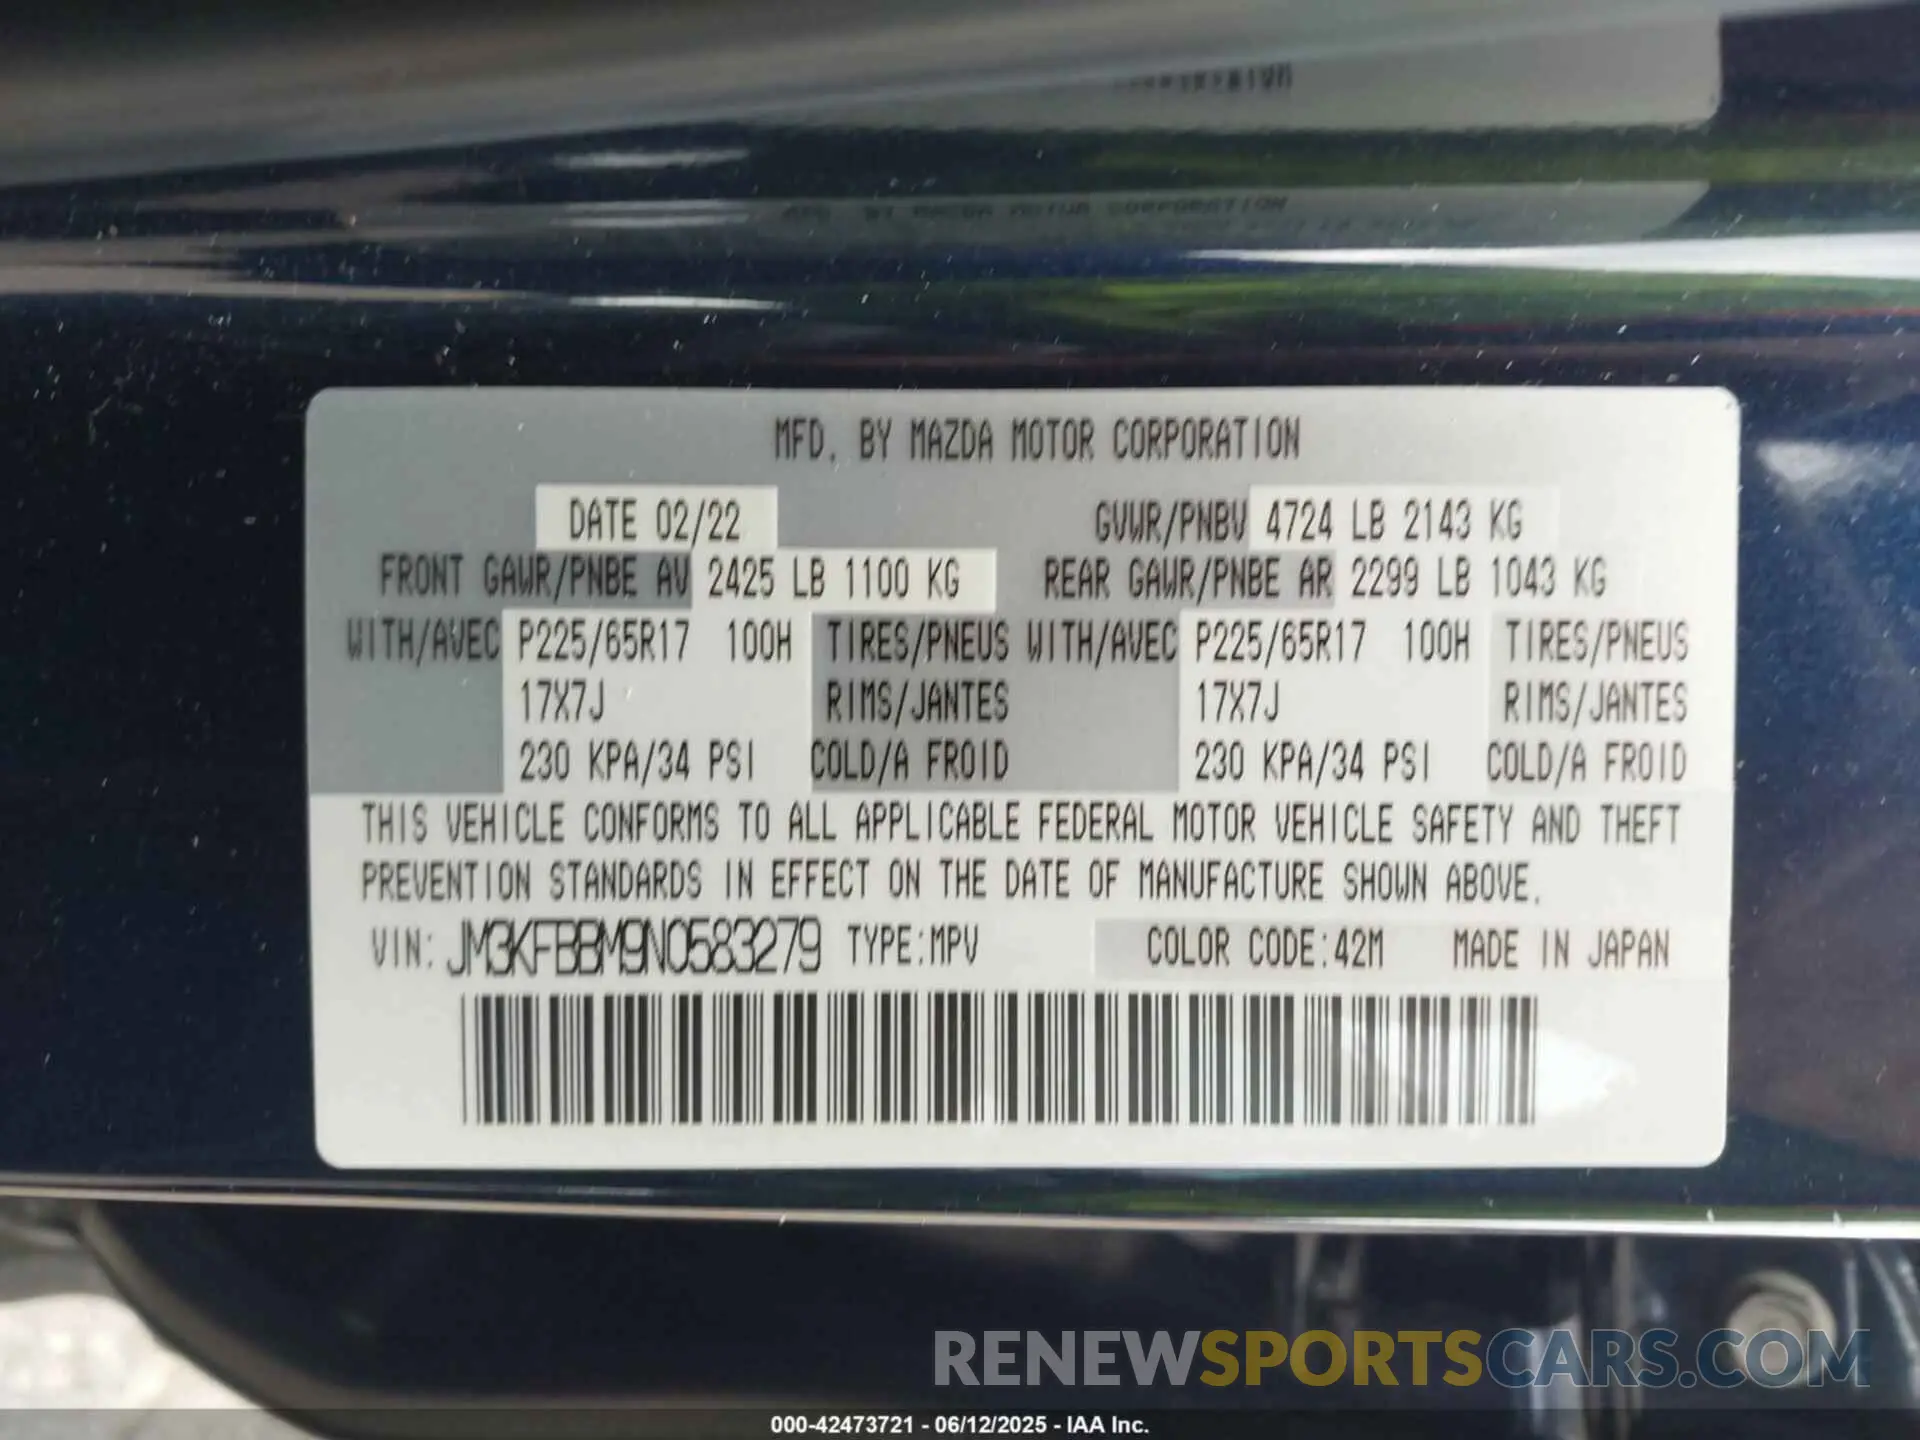 MFD. BY MAZDA MOTOR CORPORATION
DATE 02/22 GVWR/PNBV 4724 LB 2143 KG
FRONT GAWR/PNBE AV 2425 LB 1100 KG REAR GAWR/PNBE AR 2299 LB 1043 KG
WITH/AVEC P225/65R17 100H TIRES/PNEUS WITH/AVEC P225/65R17 100H TIRES/PNEUS
17X7J RIMS/JANTES 17X7J RIMS/JANTES
230 KPA/34 PSI COLD/A FROID 230 KPA/34 PSI COLD/A FROID
THIS VEHICLE CONFORMS TO ALL APPLICABLE FEDERAL MOTOR VEHICLE SAFETY AND THEFT
PREVENTION STANDARDS IN EFFECT ON THE DATE OF MANUFACTURE SHOWN ABOVE.
VIN: JM3KFBBM9N0583279 TYPE:MPV COLOR CODE:42M MADE IN JAPAN
RENEWSPORTSCARS.COM
000-42473721 - 06/12/2025 - IAA Inc.